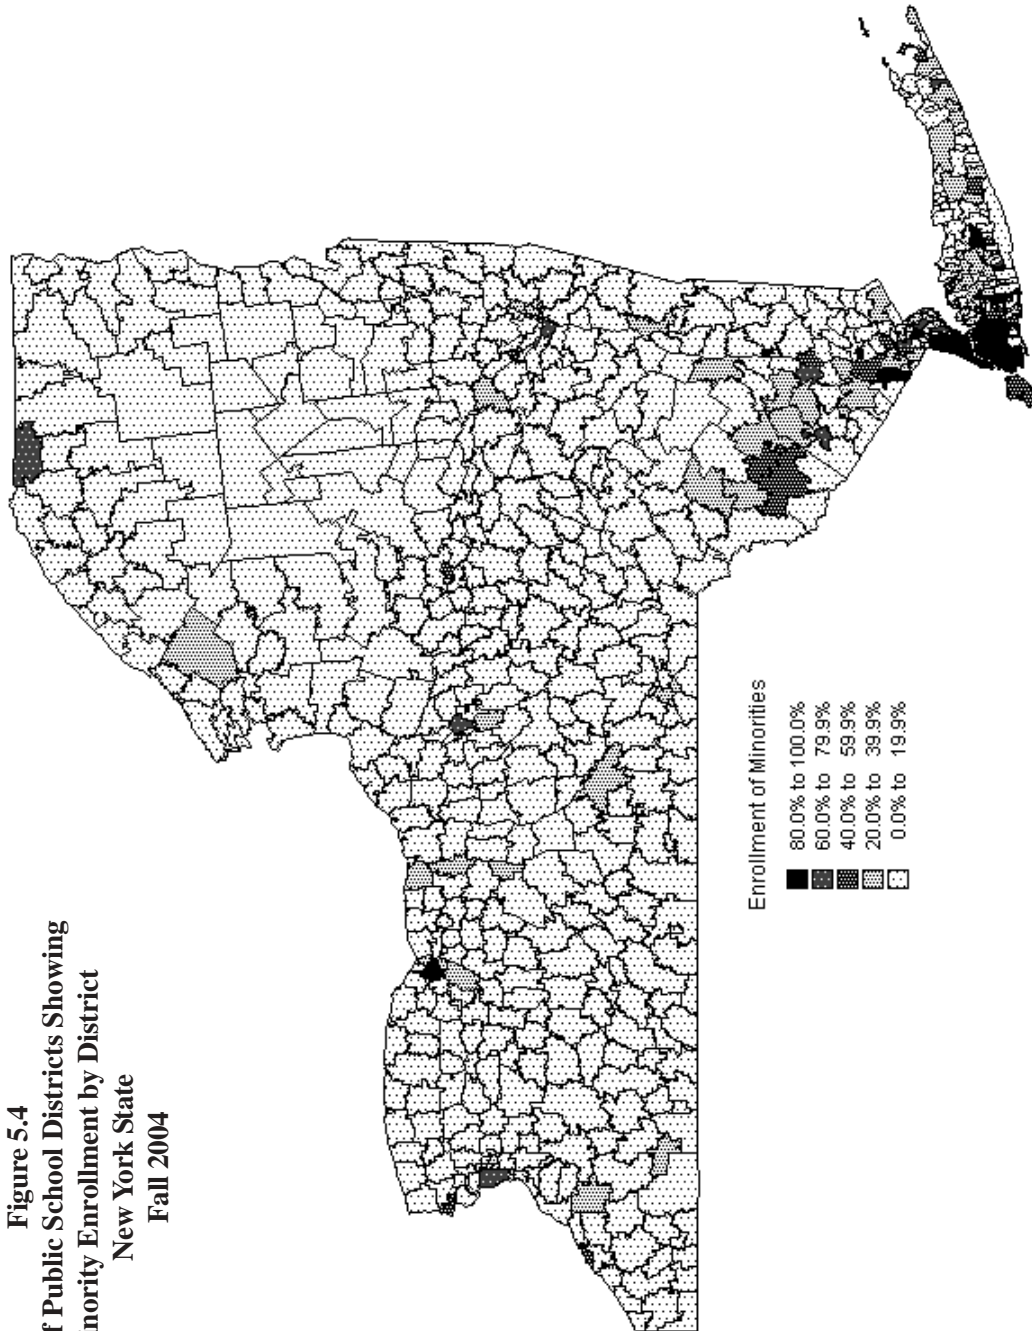 Figure 5.4
f Public School Districts Showing
inority Enrollment by District
New York State
Fall 2004
Enrollment of Minorities
80.0% to 100.0%
60.0% to 79.9%
40.0% to 59.9%
20.0% to 39.9%
0.0% to 19.9%